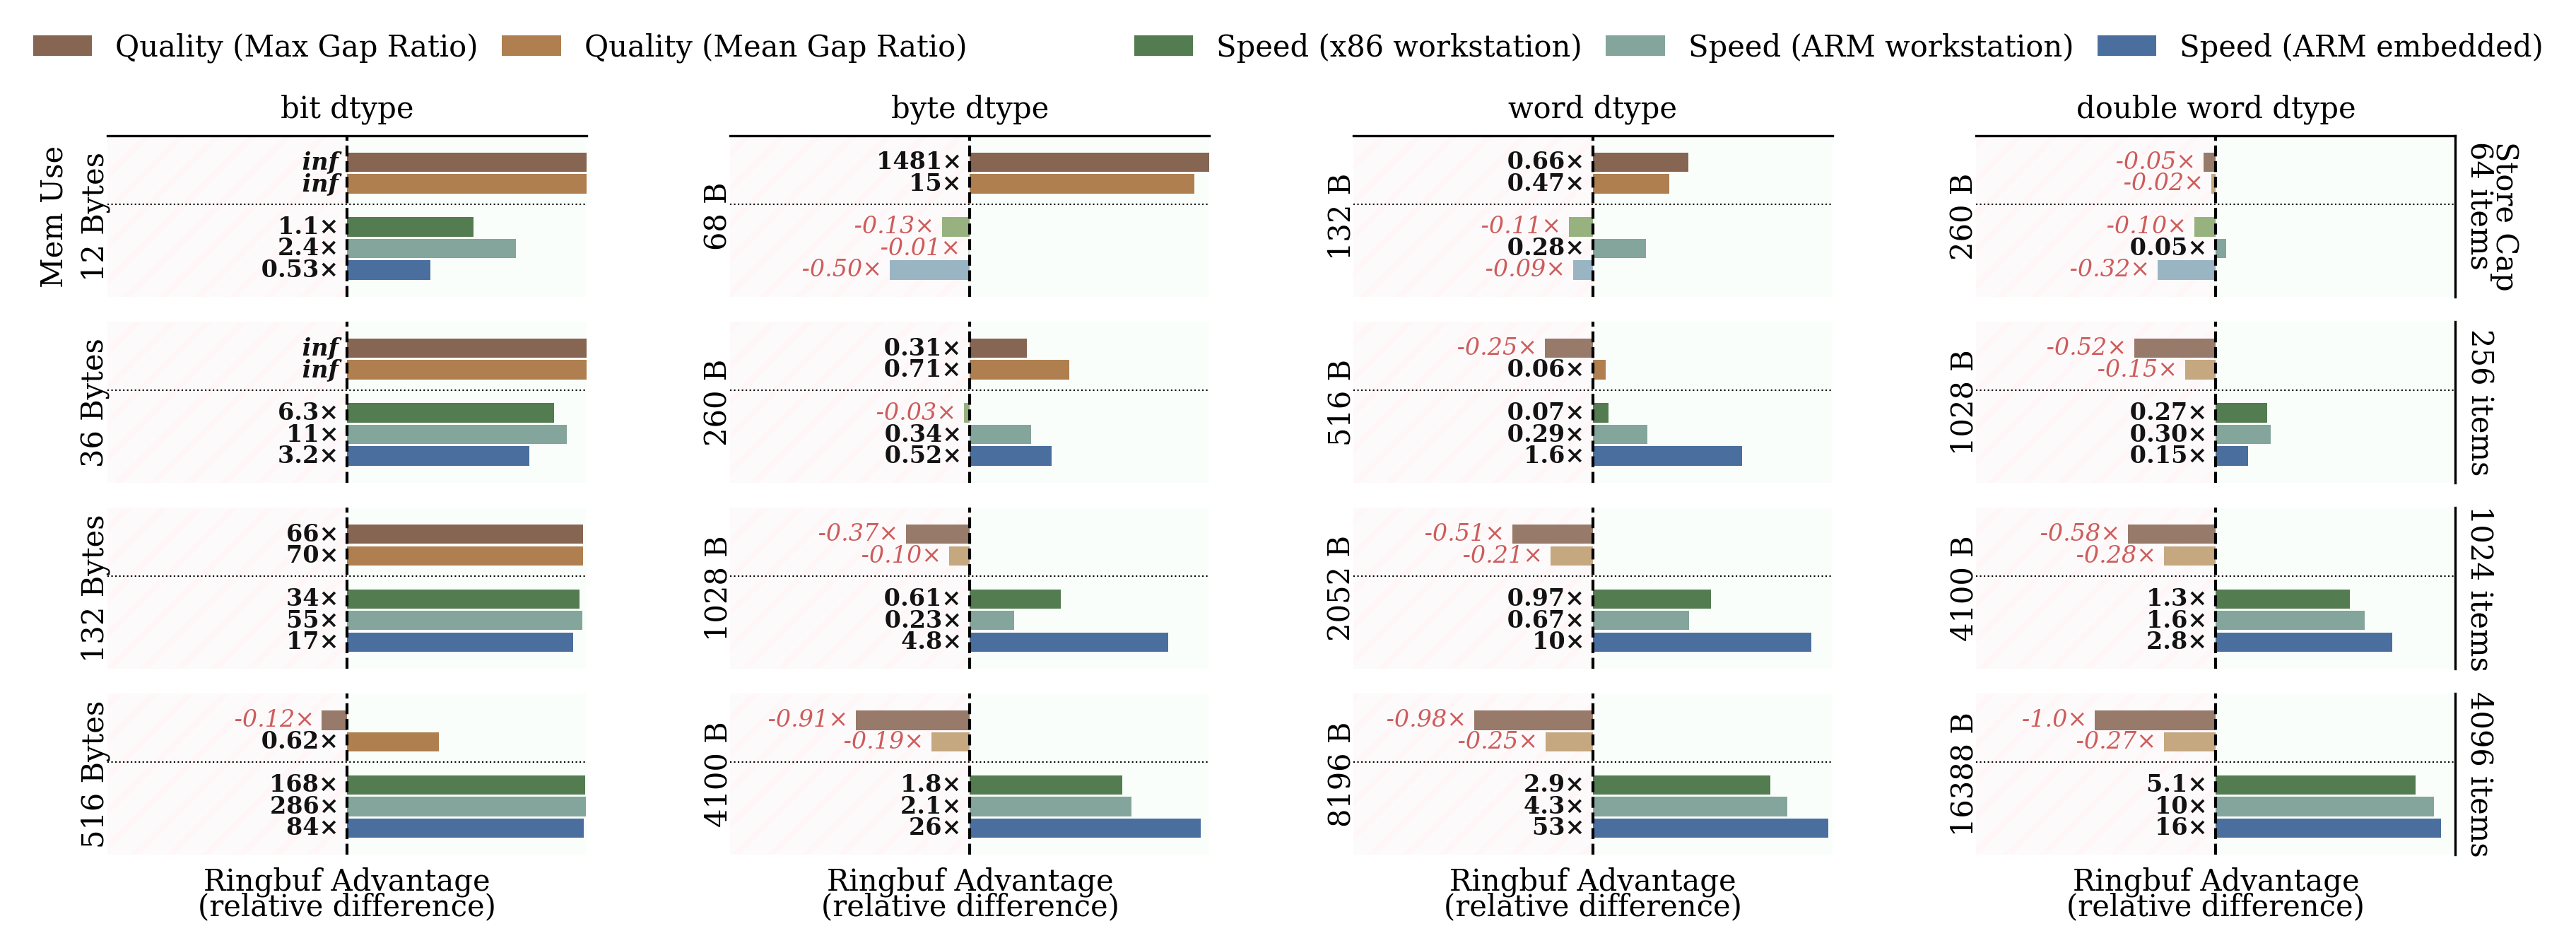 Quality (Max Gap Ratio) Quality (Mean Gap Ratio) Speed (x86 workstation) Speed (ARM workstation) Speed (ARM embedded)
bit dtype byte dtype word dtype double word dtype
Mem Use
12 Bytes
inf
inf
1.1×
2.4×
0.53×
68 B
1481×
15×
-0.13×
-0.01×
-0.50×
132 B
0.66×
0.47×
-0.11×
0.28×
-0.09×
260 B
-0.05×
-0.02×
-0.10×
0.05×
-0.32×
Store Cap
64 items
36 Bytes
inf
inf
6.3×
11×
3.2×
260 B
0.31×
0.71×
-0.03×
0.34×
0.52×
516 B
-0.25×
0.06×
0.07×
0.29×
1.6×
1028 B
-0.52×
-0.15×
0.27×
0.30×
0.15×
256 items
132 Bytes
66×
70×
34×
55×
17×
1028 B
-0.37×
-0.10×
0.61×
0.23×
4.8×
2052 B
-0.51×
-0.21×
0.97×
0.67×
10×
4100 B
-0.58×
-0.28×
1.3×
1.6×
2.8×
1024 items
516 Bytes
-0.12×
0.62×
168×
286×
84×
4100 B
-0.91×
-0.19×
1.8×
2.1×
26×
8196 B
-0.98×
-0.25×
2.9×
4.3×
53×
16388 B
-1.0×
-0.27×
5.1×
10×
16×
4096 items
Ringbuf Advantage
(relative difference)
Ringbuf Advantage
(relative difference)
Ringbuf Advantage
(relative difference)
Ringbuf Advantage
(relative difference)